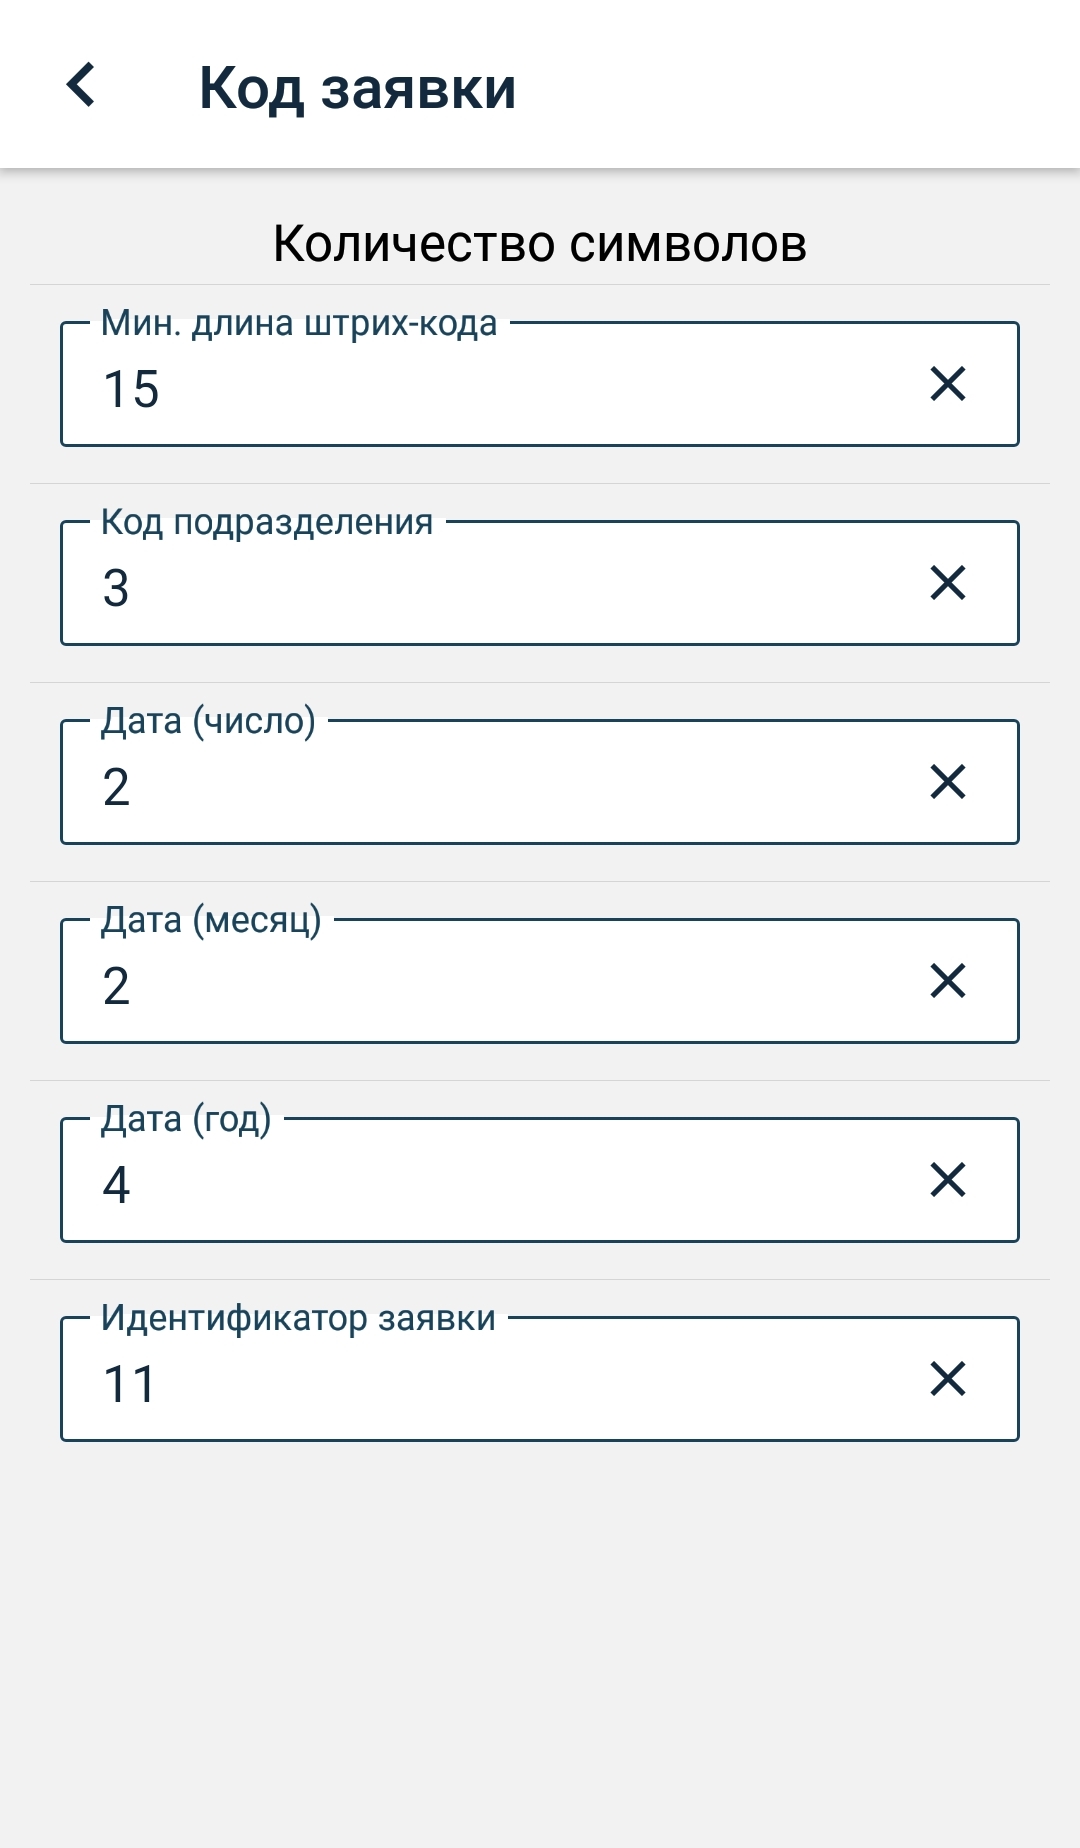 Код заявки
Количество символов
Мин. длина штрих-кода
15
Код подразделения
3
Дата (число)
2
Дата (месяц)
2
Дата (год)
4
Идентификатор заявки
11